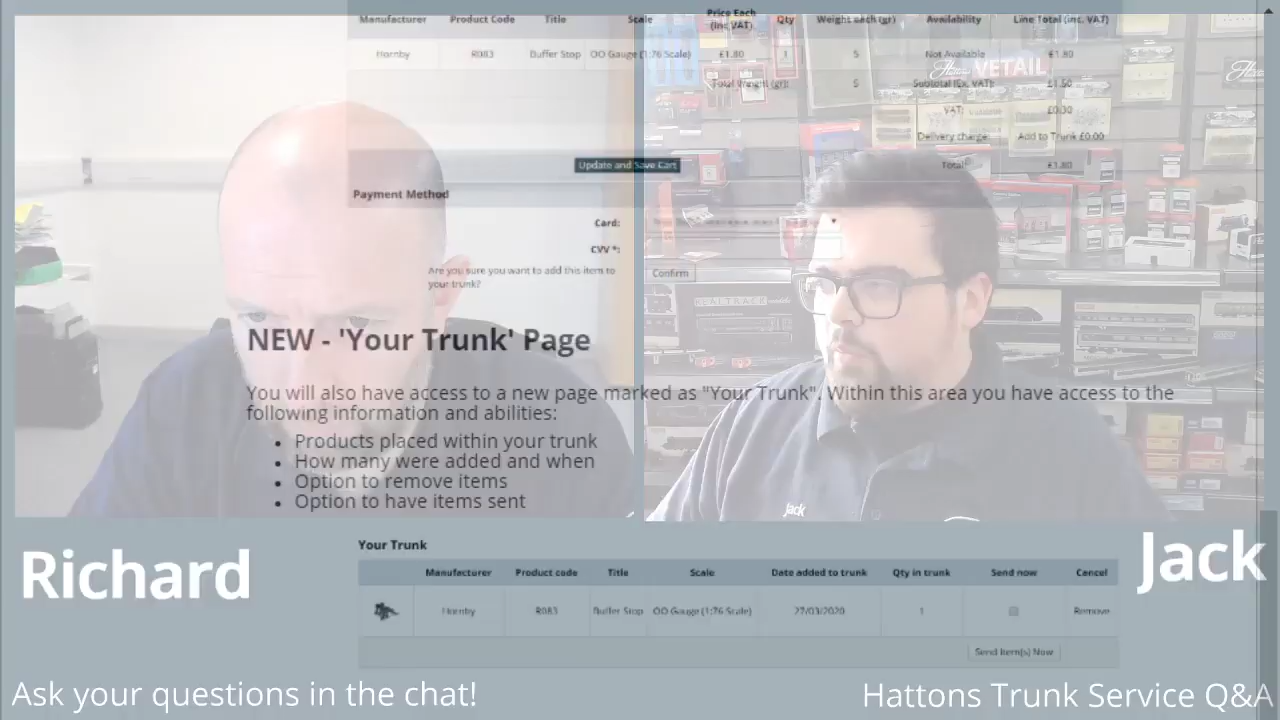 Manufacturer Product Code Title Scale Price Each (Inc.VAT) Qty Weight each (gr) Availability Line Total (inc. VAT)
Hornby R083 Buffer Stop OO Gauge (1:76 Scale) £1.80 1 5 Not Available £1.80
Total Weight (gr): 5 Subtotal (Ex. VAT): £1.50
VAT: £0.30
Delivery charge: Add to Trunk £0.00
Total: £1.80
Update and Save Cart
Payment Method
Card:
CVV *:
Are you sure you want to add this item to
your trunk?
Confirm
NEW - 'Your Trunk' Page
You will also have access to a new page marked as "Your Trunk". Within this area you have access to the
following information and abilities:
• Products placed within your trunk
• How many were added and when
• Option to remove items
• Option to have items sent
Jack
Your Trunk
Manufacturer Product code Title Scale Date added to trunk Qty in trunk Send now Cancel
Hornby R083 Buffer Stop OO Gauge (1:76 Scale) 27/03/2020 1 Remove
Send Item(s) Now
Richard
Jack
Ask your questions in the chat!
Hattons Trunk Service Q&A